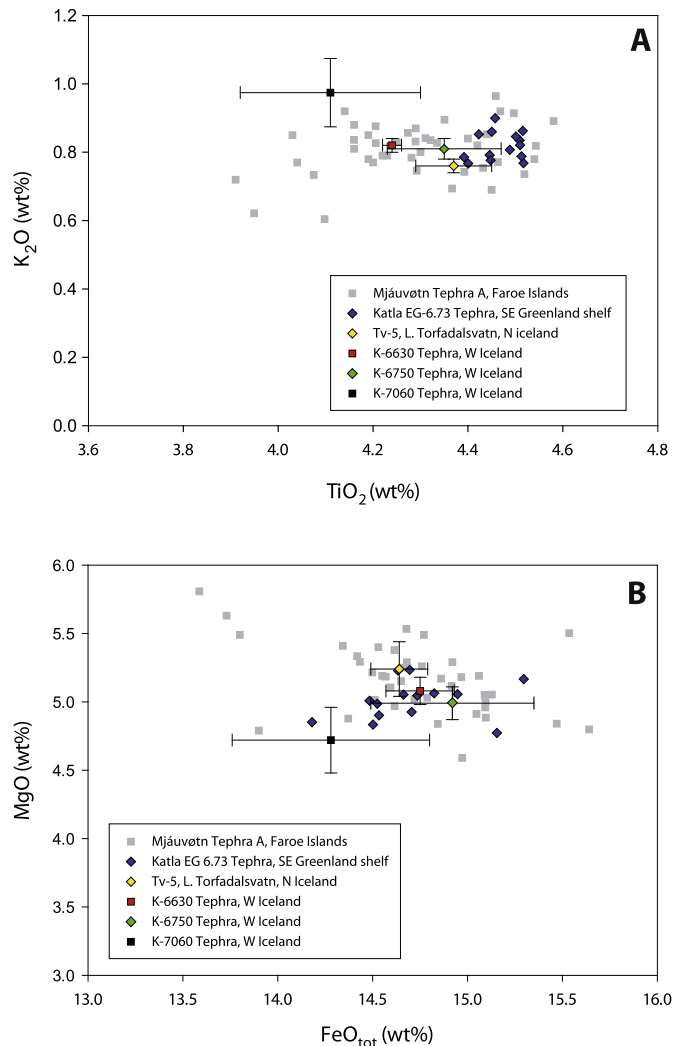 A
1.2
1.0
0.8
0.6
0.4
0.2
0.0
K2O (wt%)
Mjáuvøtn Tephra A, Faroe Islands
Katla EG-6.73 Tephra, SE Greenland shelf
Tv-5, L. Torfadalsvatn, N iceland
K-6630 Tephra, W Iceland
K-6750 Tephra, W Iceland
K-7060 Tephra, W Iceland
3.6 3.8 4.0 4.2 4.4 4.6 4.8
TiO2 (wt%)
B
6.0
5.5
5.0
4.5
4.0
3.5
3.0
MgO (wt%)
Mjáuvøtn Tephra A, Faroe Islands
Katla EG 6.73 Tephra, SE Greenland shelf
Tv-5, L. Torfadalsvatn, N Iceland
K-6630 Tephra, W Iceland
K-6750 Tephra, W Iceland
K-7060 Tephra, W Iceland
13.0 13.5 14.0 14.5 15.0 15.5 16.0
FeOtot (wt%)